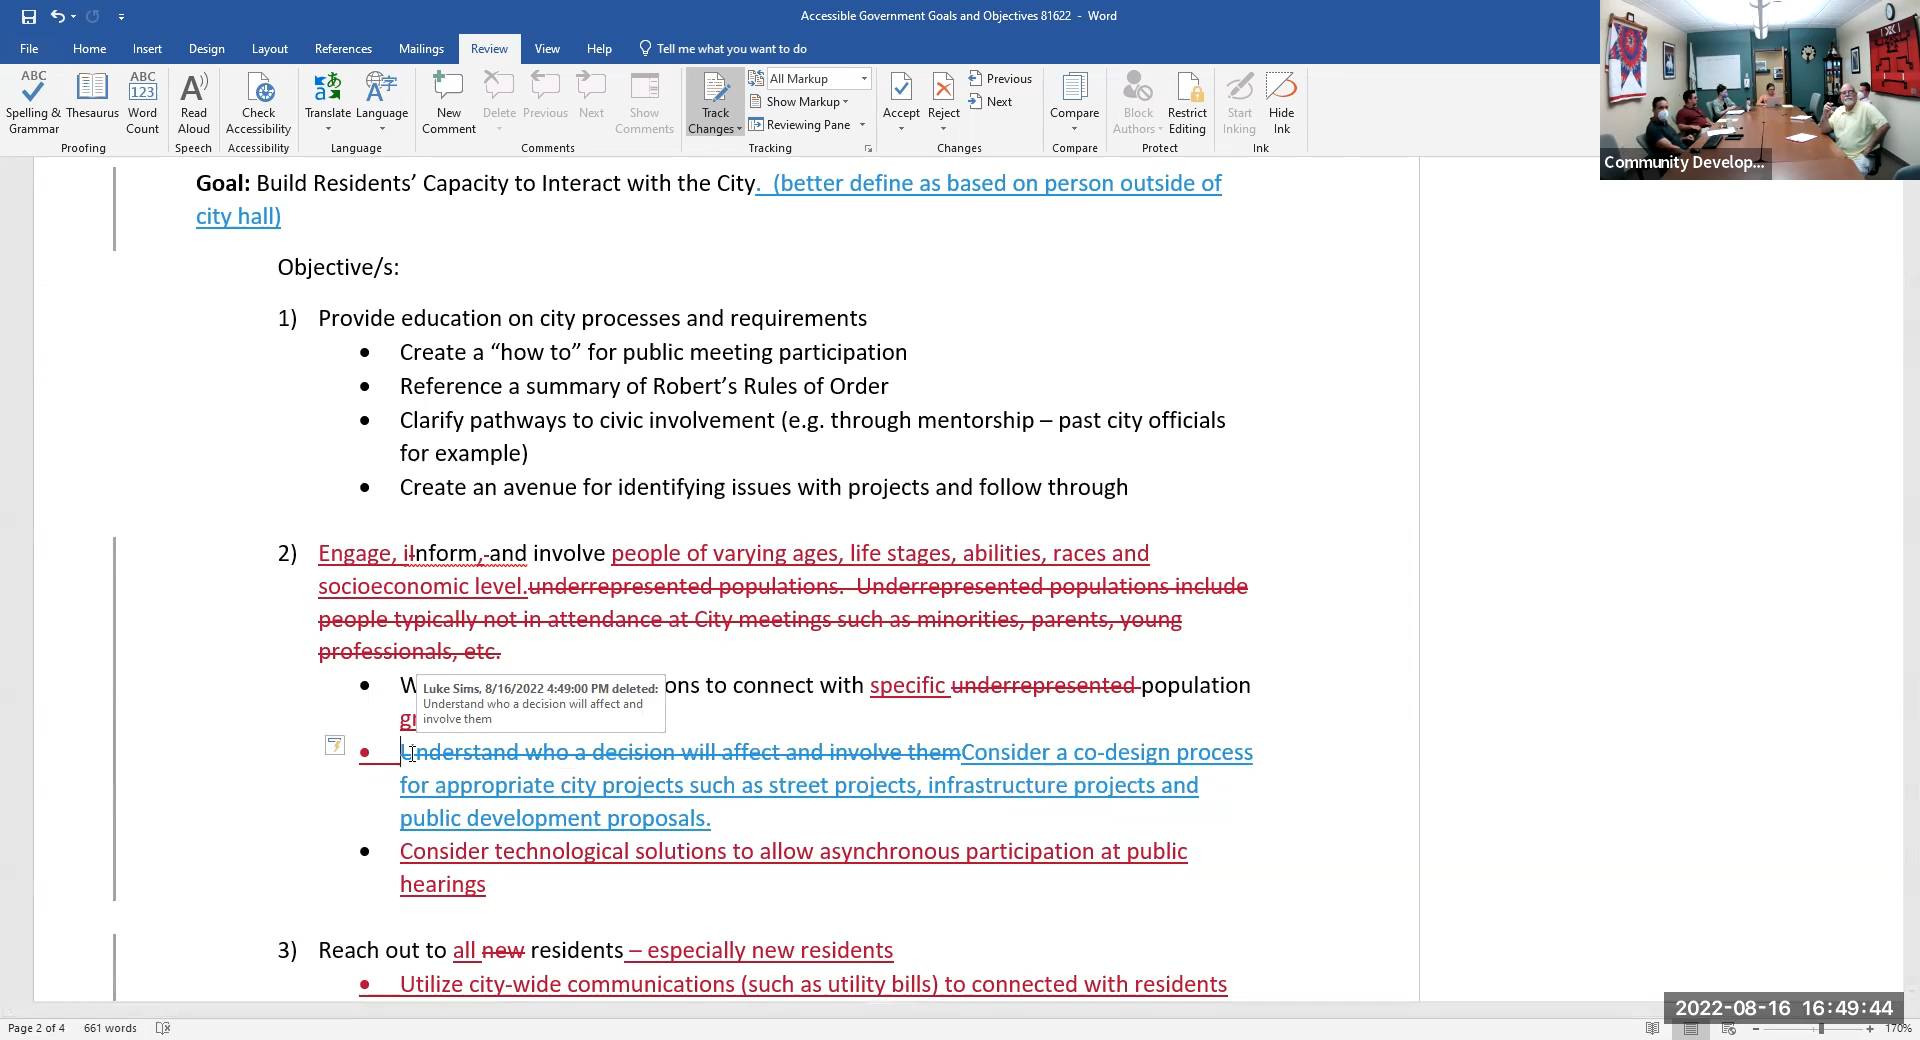 Accessible Government Goals and Objectives 81622 - Word
File Home Insert Design Layout References Mailings Review View Help Tell me what you want to do
ABC Spelling & Grammar
Thesaurus
ABC 123 Word Count
Proofing
Read Aloud
Speech
Check Accessibility
Accessibility
Translate
Language
Language
New Comment
Delete
Previous
Next
Show Comments
Comments
Track Changes
All Markup
Show Markup
Reviewing Pane
Tracking
Accept
Reject
Previous
Next
Changes
Compare
Compare
Block Authors
Restrict Editing
Protect
Start Inking
Hide Ink
Ink
Community Develop...
Goal: Build Residents’ Capacity to Interact with the City.  (better define as based on person outside of
city hall)
Objective/s:
1) Provide education on city processes and requirements
• Create a “how to” for public meeting participation
• Reference a summary of Robert’s Rules of Order
• Clarify pathways to civic involvement (e.g. through mentorship – past city officials
for example)
• Create an avenue for identifying issues with projects and follow through
2) Engage, iInform, and involve people of varying ages, life stages, abilities, races and
socioeconomic level.underrepresented populations.  Underrepresented populations include
people typically not in attendance at City meetings such as minorities, parents, young
professionals, etc.
• W ons to connect with specific underrepresented population
gr
Luke Sims, 8/16/2022 4:49:00 PM deleted:
Understand who a decision will affect and
involve them
• Understand who a decision will affect and involve themConsider a co-design process
for appropriate city projects such as street projects, infrastructure projects and
public development proposals.
• Consider technological solutions to allow asynchronous participation at public
hearings
3) Reach out to all new residents – especially new residents
• Utilize city-wide communications (such as utility bills) to connected with residents
2022-08-16 16:49:44
Page 2 of 4 661 words
170%